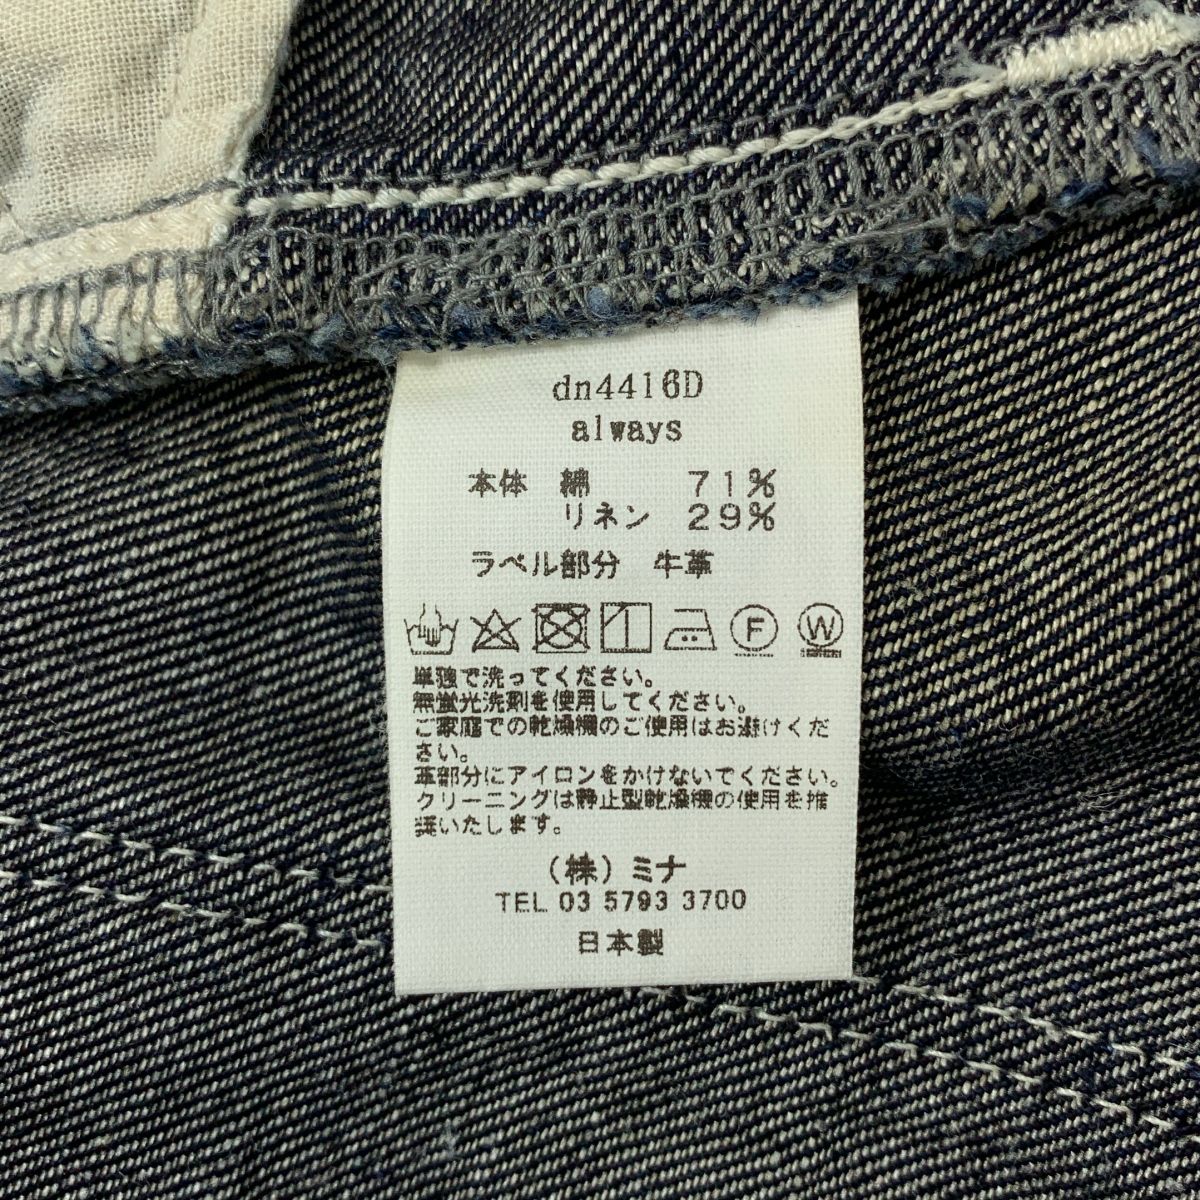 dn4416D
always
本体 綿 71%
リネン 29%
ラベル部分 牛革
F W
単独で洗ってください。
無蛍光洗剤を使用してください。
ご家庭での乾燥機のご使用はお避けくだ
さい。
革部分にアイロンをかけないでください。
クリーニングは静止型乾燥機の使用を推
奨いたします。
(株)ミナ
TEL 03 5793 3700
日本製